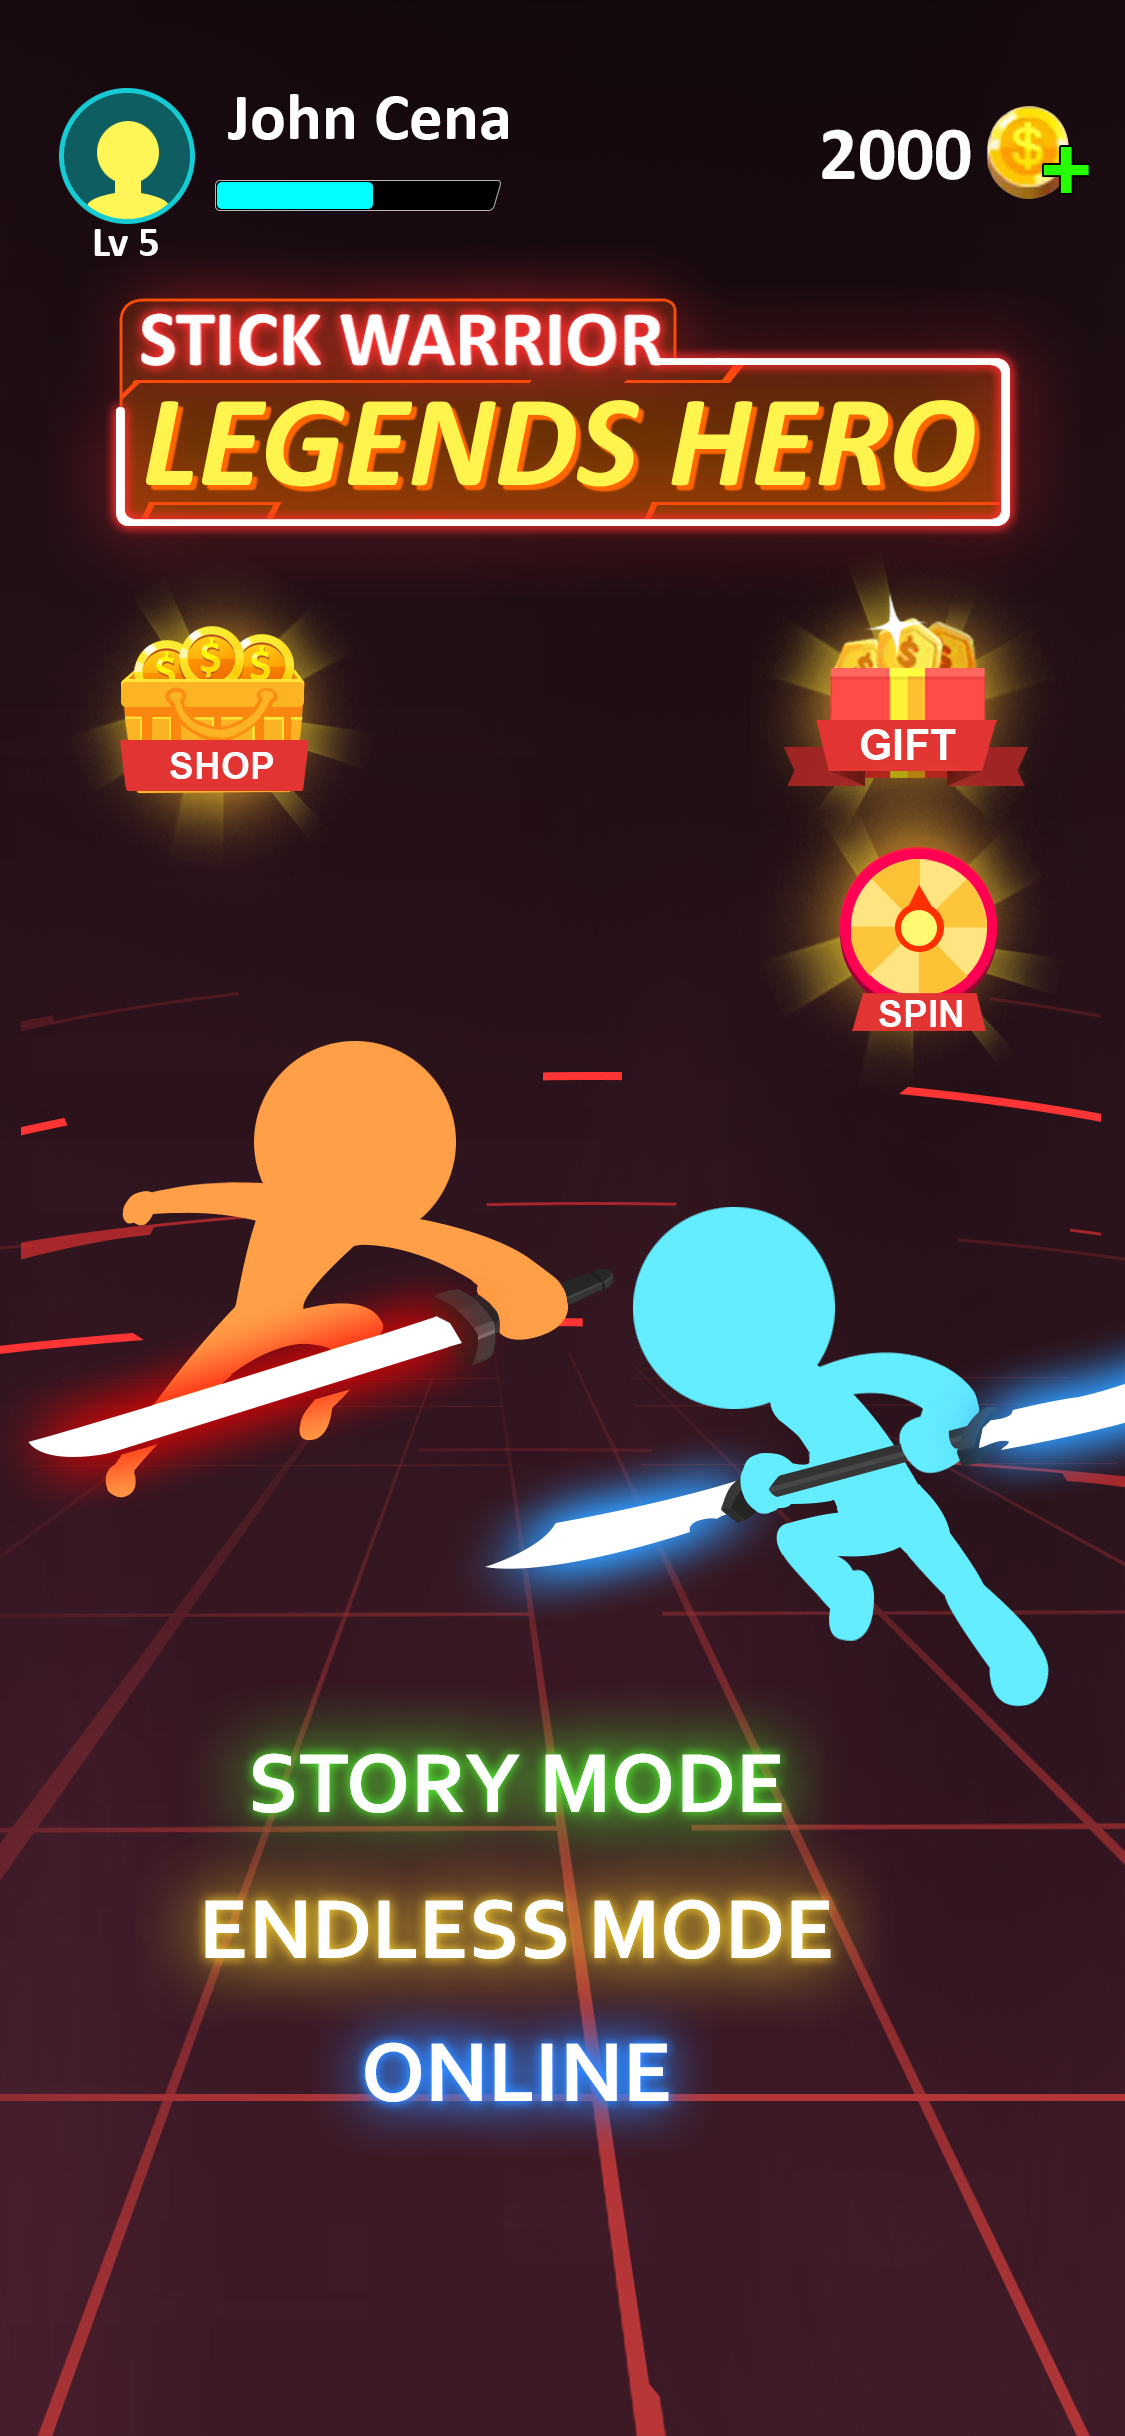 John Cena
2000
Lv 5
STICK WARRIOR
LEGENDS HERO
SHOP
GIFT
SPIN
STORY MODE
ENDLESS MODE
ONLINE